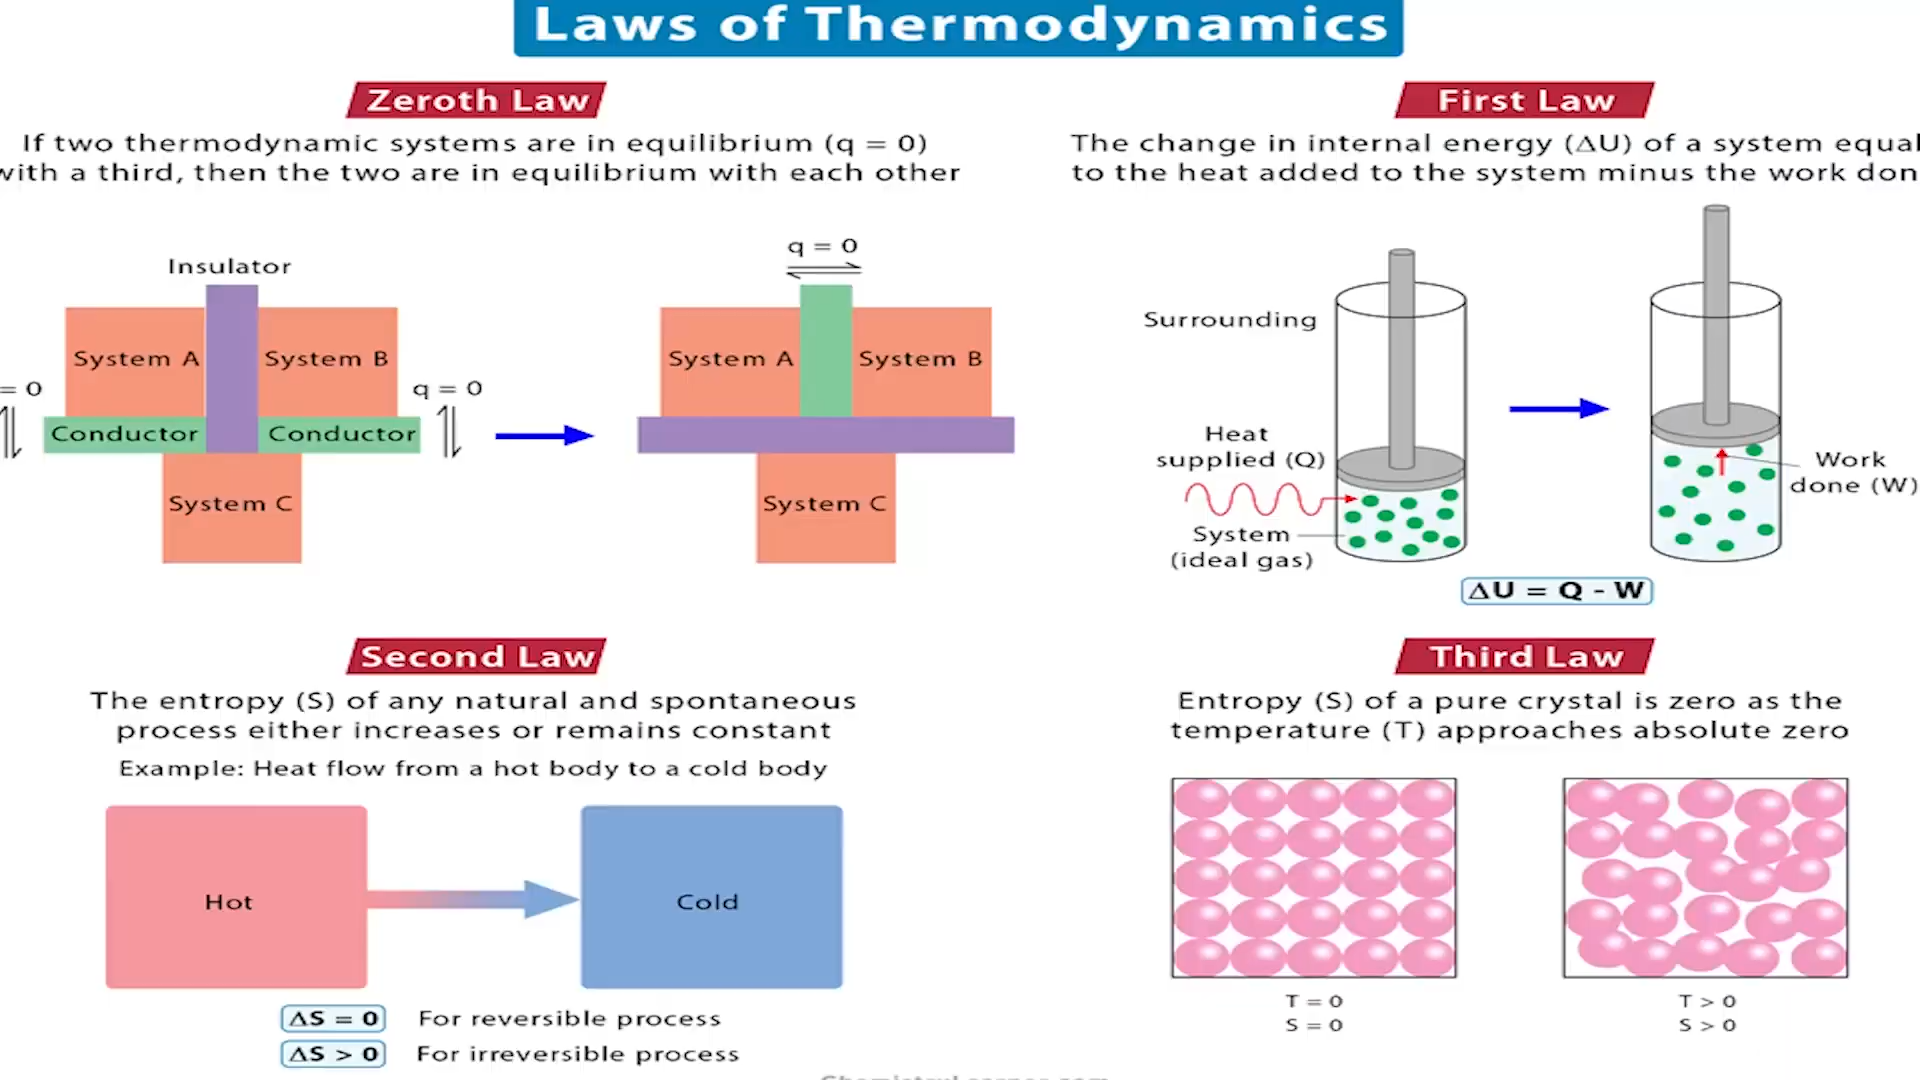 Laws of Thermodynamics
Zeroth Law
If two thermodynamic systems are in equilibrium (q = 0)
with a third, then the two are in equilibrium with each other
Insulator
System A
System B
= 0
q = 0
Conductor
Conductor
System C
q = 0
System A
System B
System C
First Law
The change in internal energy (ΔU) of a system equal
to the heat added to the system minus the work don
Surrounding
Heat
supplied (Q)
System
(ideal gas)
Work
done (W)
ΔU = Q - W
Second Law
The entropy (S) of any natural and spontaneous
process either increases or remains constant
Example: Heat flow from a hot body to a cold body
Hot
Cold
ΔS = 0 For reversible process
ΔS > 0 For irreversible process
Third Law
Entropy (S) of a pure crystal is zero as the
temperature (T) approaches absolute zero
T = 0
S = 0
T > 0
S > 0